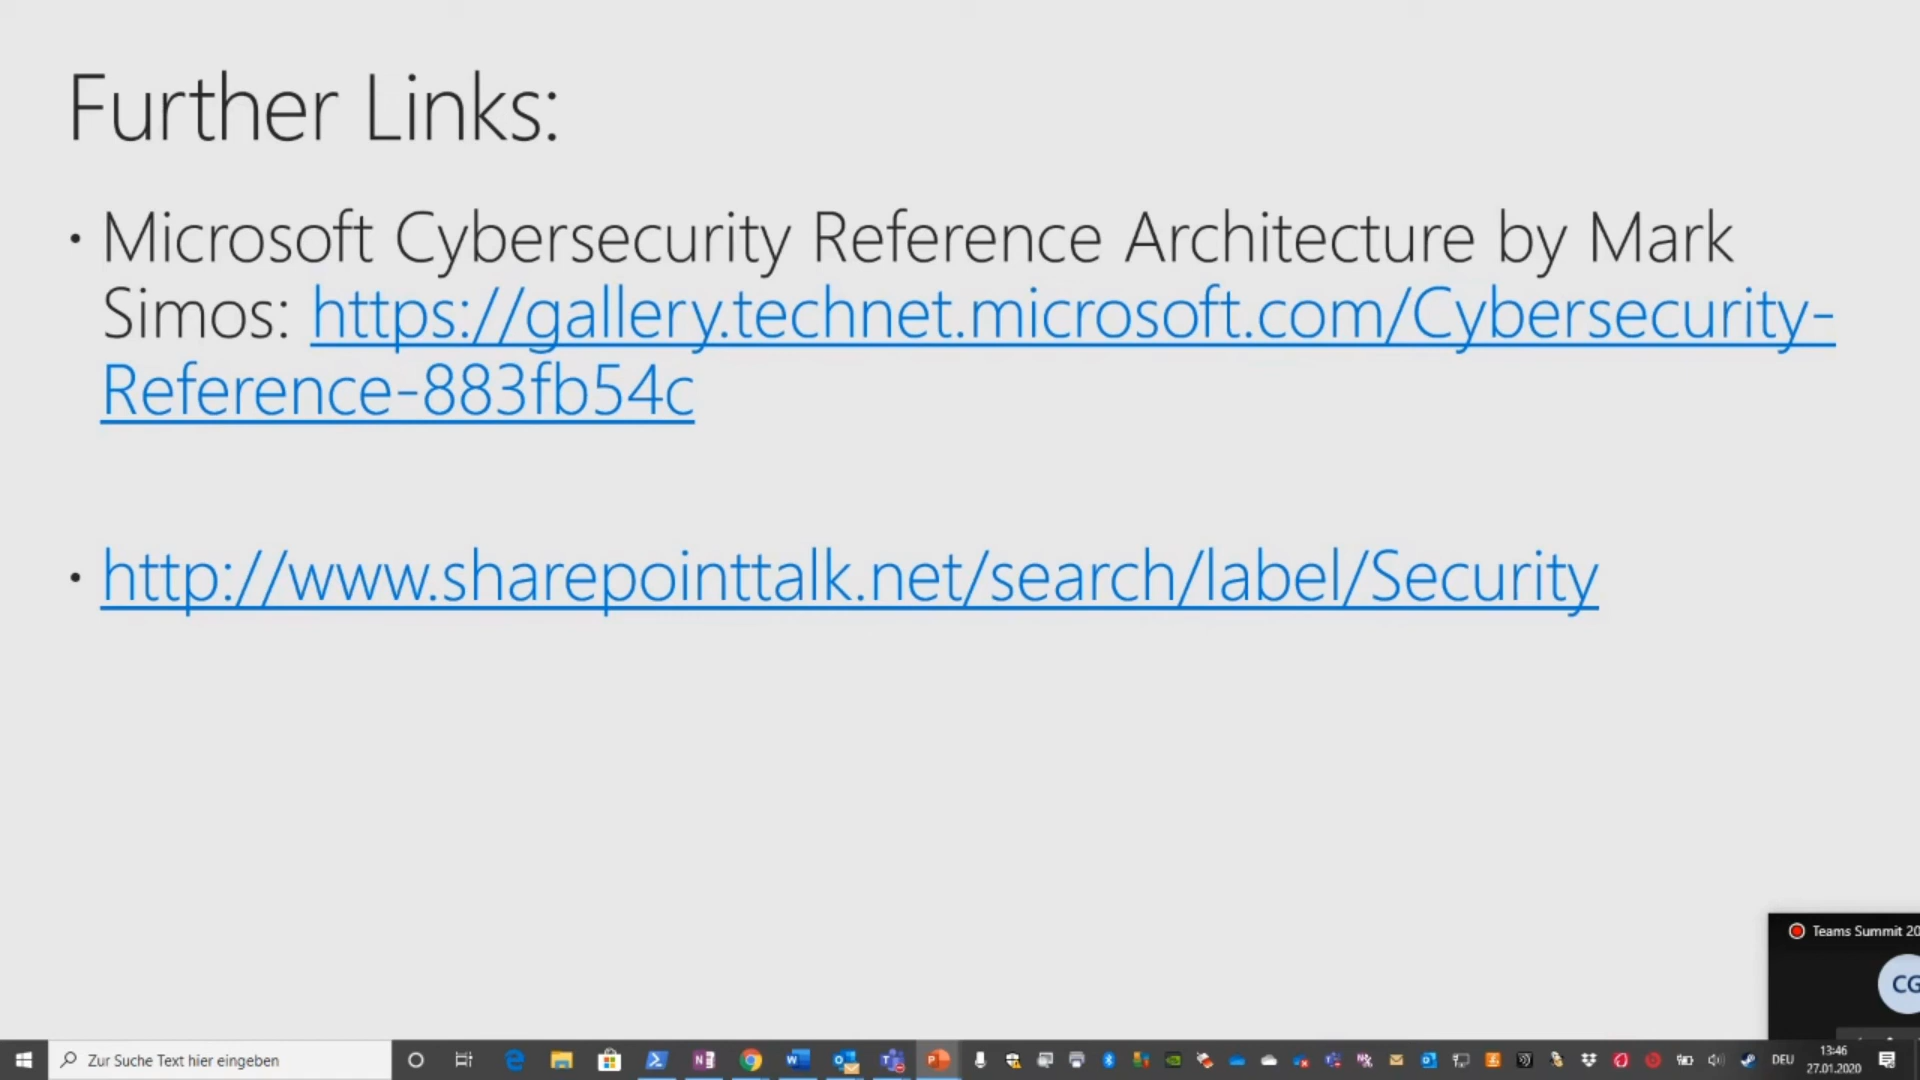 Further Links:
• Microsoft Cybersecurity Reference Architecture by Mark
Simos: https://gallery.technet.microsoft.com/Cybersecurity-
Reference-883fb54c
• http://www.sharepointtalk.net/search/label/Security
Teams Summit 20
CG
Zur Suche Text hier eingeben
DEU
13:46
27.01.2020